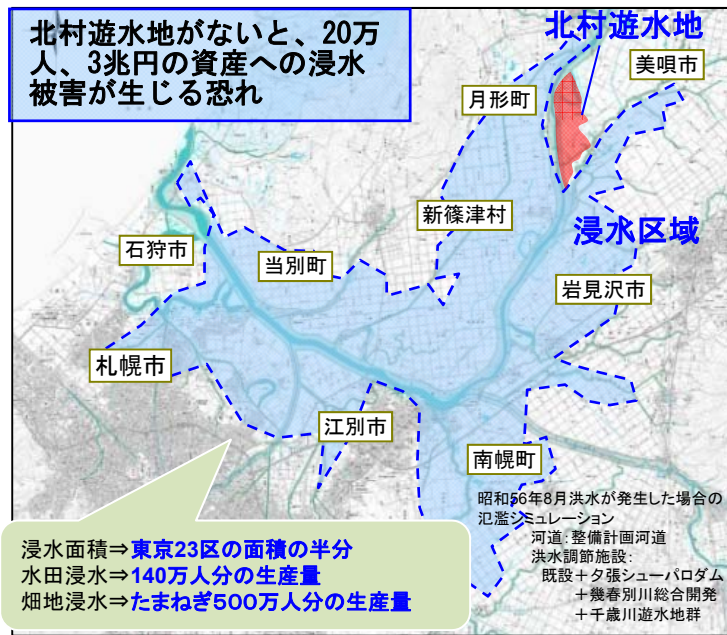 北村遊水地がないと、20万
人、3兆円の資産への浸水
被害が生じる恐れ
北村遊水地
美唄市
月形町
新篠津村
浸水区域
石狩市
当別町
岩見沢市
札幌市
江別市
南幌町
昭和56年8月洪水が発生した場合の
氾濫シミュレーション
河道:整備計画河道
洪水調節施設:
既設+夕張シューパロダム
+幾春別川総合開発
+千歳川遊水地群
浸水面積⇒東京23区の面積の半分
水田浸水⇒140万人分の生産量
畑地浸水⇒たまねぎ500万人分の生産量